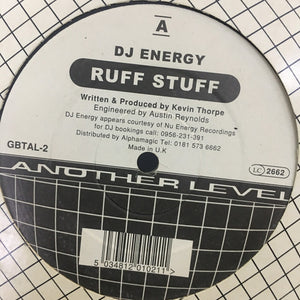 A
DJ ENERGY
RUFF STUFF
Written & Produced by Kevin Thorpe
Engineered by Austin Reynolds
DJ Energy appears courtesy of Nu Energy Recordings
for DJ bookings call: 0956-231-391
Distributed by Alphamagic Tel: 0181 573 6662
Made in U.K
GBTAL-2
LC 2662
ANOTHER LEVEL
5 034812 010211 >